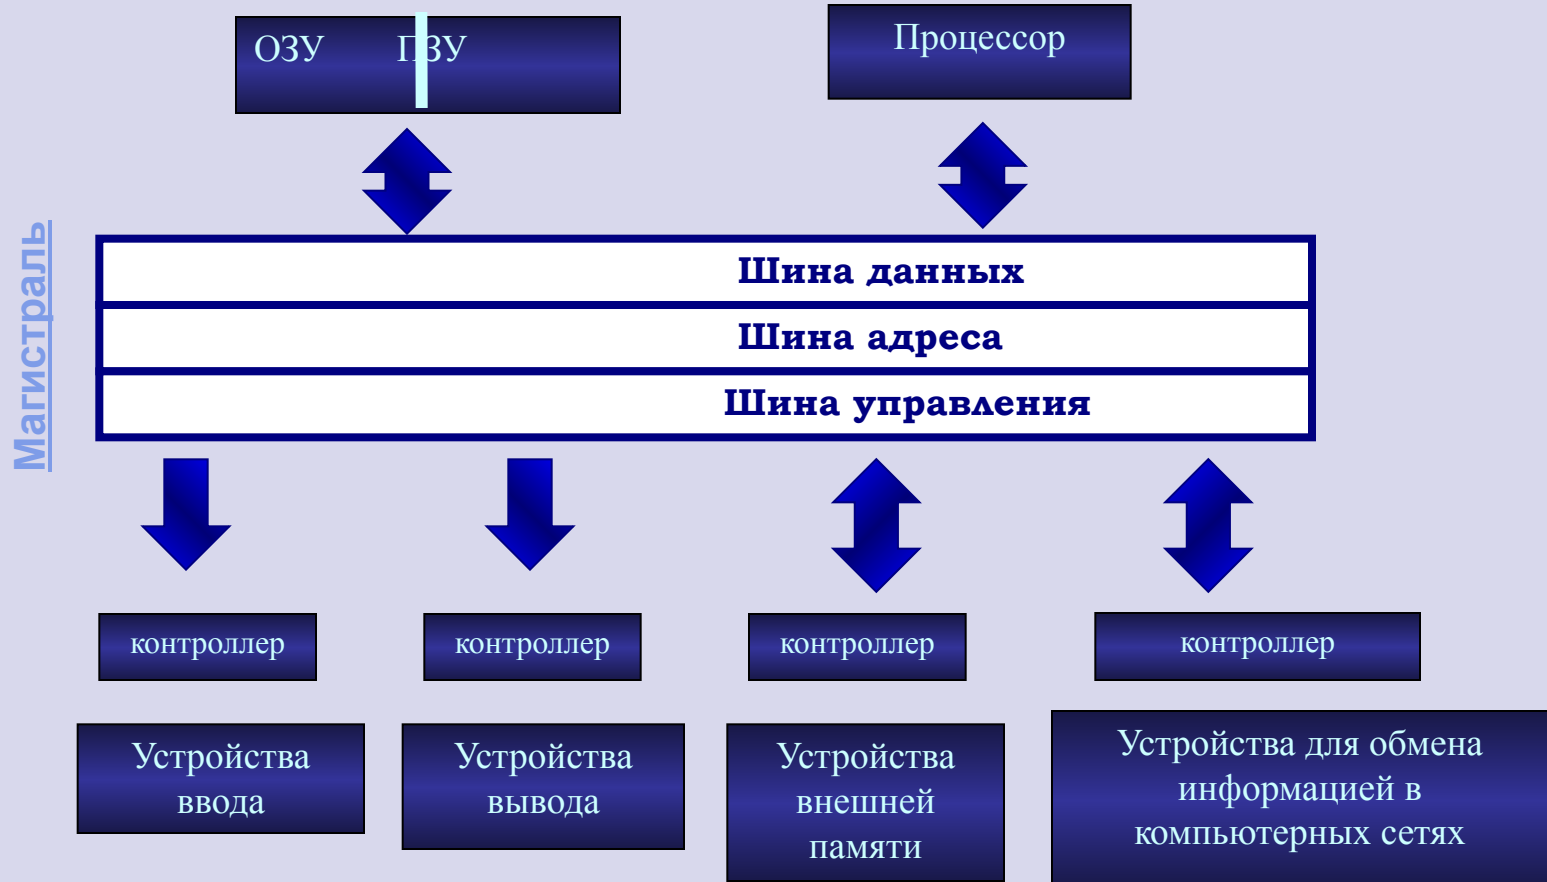 ОЗУ ПЗУ
Процессор
Магистраль
Шина данных
Шина адреса
Шина управления
контроллер
контроллер
контроллер
контроллер
Устройства
ввода
Устройства
вывода
Устройства
внешней
памяти
Устройства для обмена
информацией в
компьютерных сетях